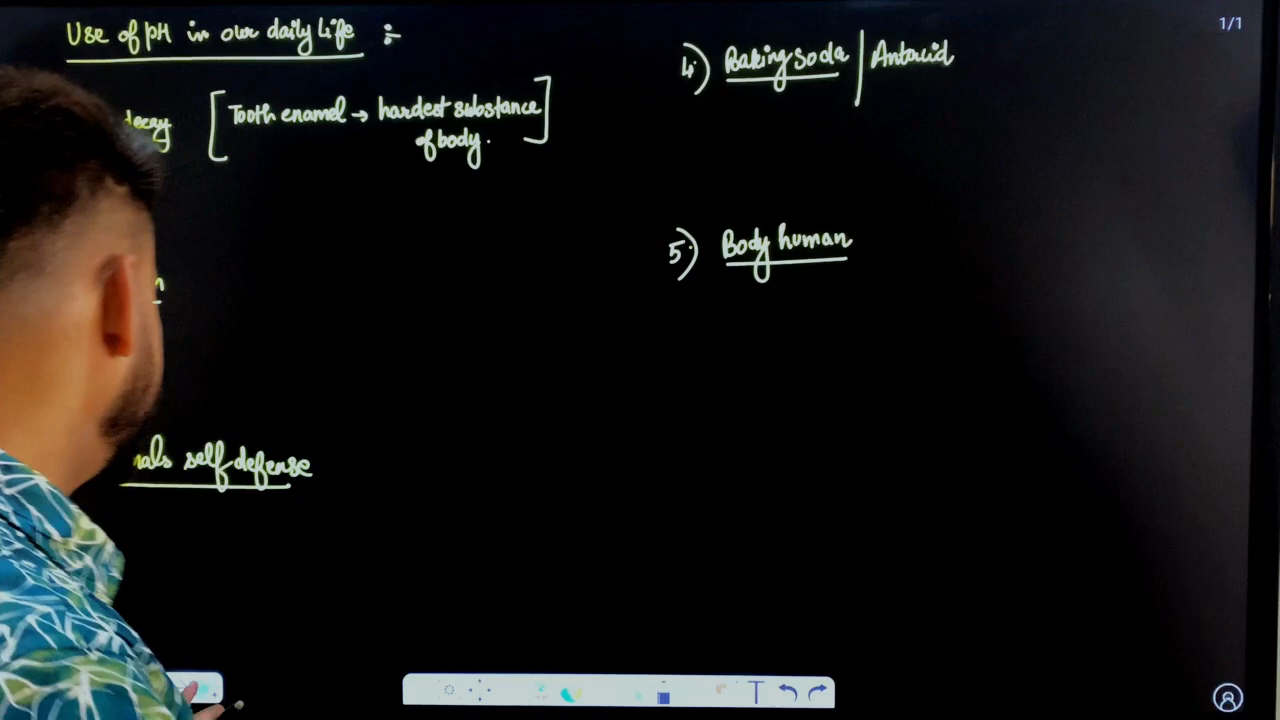 Use of pH in our daily life :-
decay [Tooth enamel → hardest substance
of body.]
self defense
4) Baking Soda | Antacid
5) Body human
1/1
T